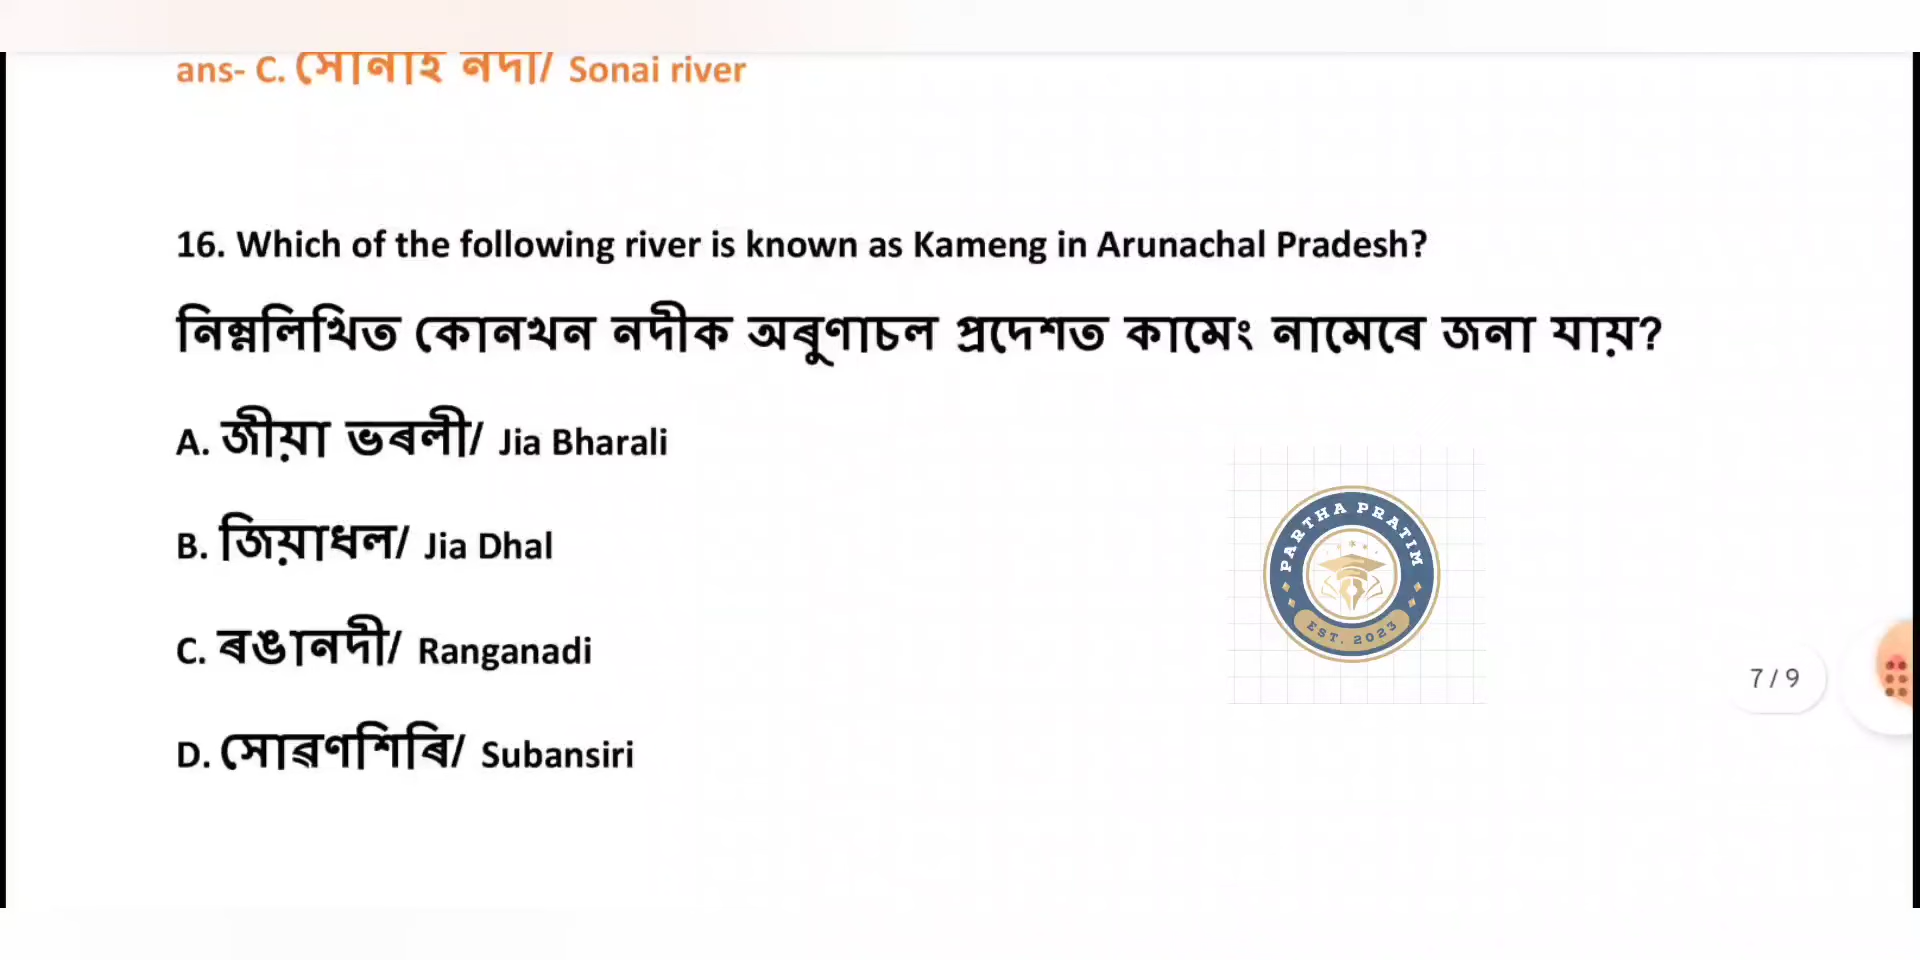 ans- C. সোনাই নদী/ Sonai river
16. Which of the following river is known as Kameng in Arunachal Pradesh?
নিম্নলিখিত কোনখন নদীক অৰুণাচল প্ৰদেশত কামেং নামেৰে জনা যায়?
A. জীয়া ভৰলী/ Jia Bharali
B. জিয়াধল/ Jia Dhal
C. ৰঙানদী/ Ranganadi
D. সোৱণশিৰি/ Subansiri
PARTHA PRATIM
EST. 2023
7 / 9